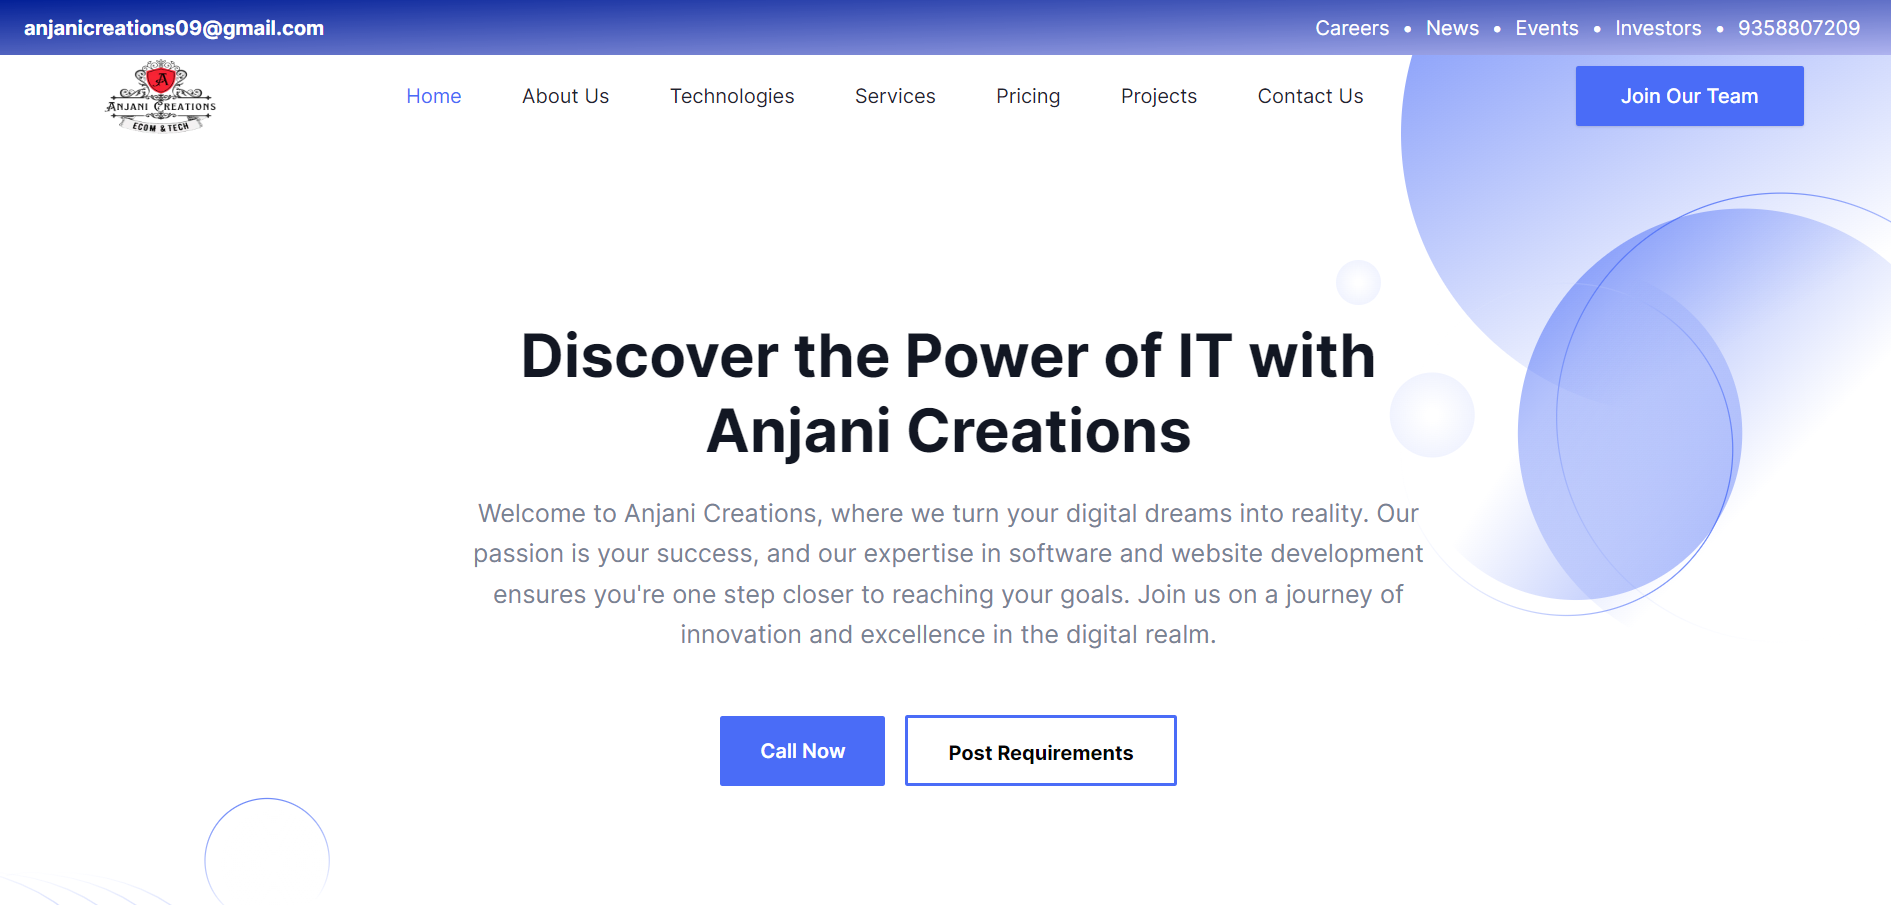 anjanicreations09@gmail.com
Careers • News • Events • Investors • 9358807209
A
ANJANI CREATIONS
ECOM & TECH
Home About Us Technologies Services Pricing Projects Contact Us
Join Our Team
Discover the Power of IT with
Anjani Creations
Welcome to Anjani Creations, where we turn your digital dreams into reality. Our
passion is your success, and our expertise in software and website development
ensures you're one step closer to reaching your goals. Join us on a journey of
innovation and excellence in the digital realm.
Call Now
Post Requirements